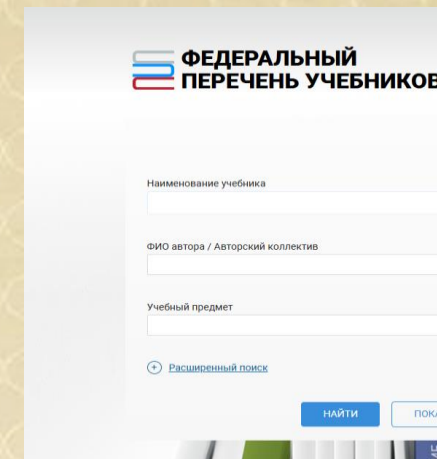 ФЕДЕРАЛЬНЫЙ
ПЕРЕЧЕНЬ УЧЕБНИКОВ
Наименование учебника
ФИО автора / Авторский коллектив
Учебный предмет
Расширенный поиск
НАЙТИ